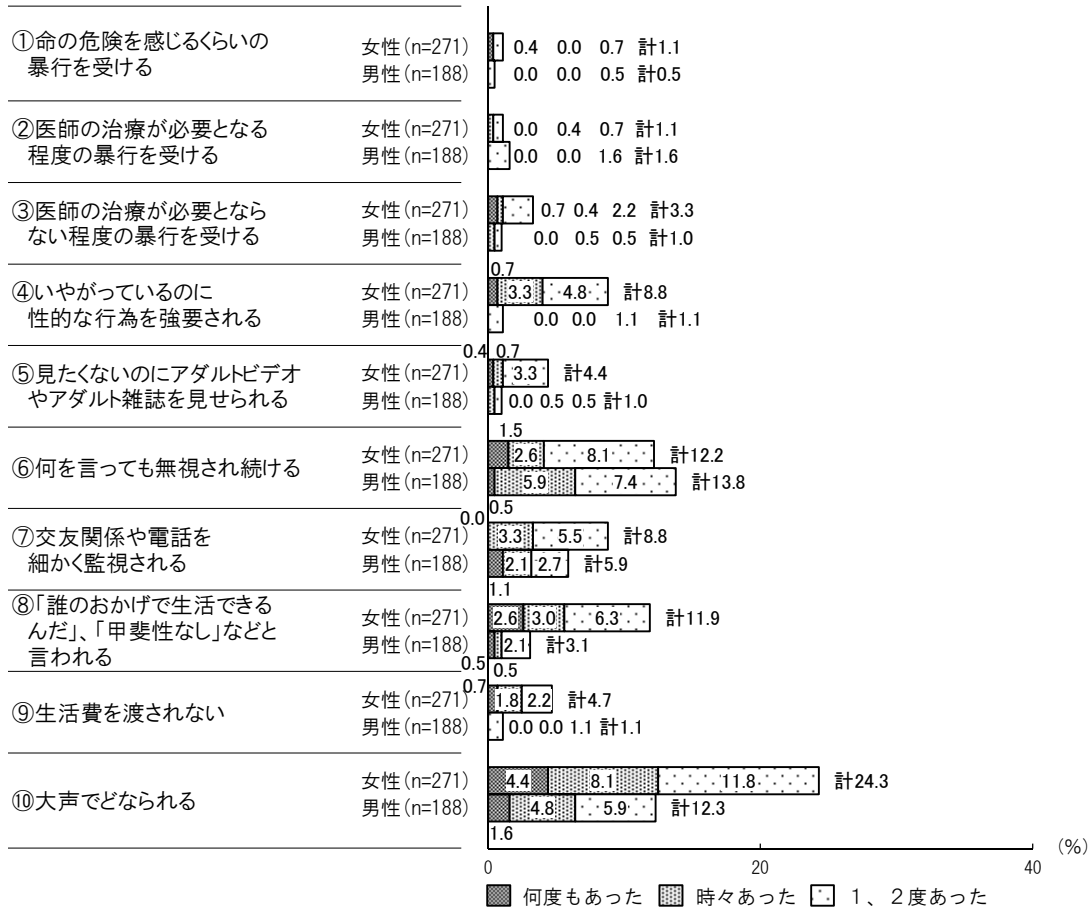 ①命の危険を感じるくらいの
暴行を受ける
女性(n=271) 0.4 0.0 0.7 計1.1
男性(n=188) 0.0 0.0 0.5 計0.5
②医師の治療が必要となる
程度の暴行を受ける
女性(n=271) 0.0 0.4 0.7 計1.1
男性(n=188) 0.0 0.0 1.6 計1.6
③医師の治療が必要となら
ない程度の暴行を受ける
女性(n=271) 0.7 0.4 2.2 計3.3
男性(n=188) 0.0 0.5 0.5 計1.0
④いやがっているのに
性的な行為を強要される
0.7
女性(n=271) 3.3 4.8 計8.8
男性(n=188) 0.0 0.0 1.1 計1.1
⑤見たくないのにアダルトビデオ
やアダルト雑誌を見せられる
0.4 0.7
女性(n=271) 3.3 計4.4
男性(n=188) 0.0 0.5 0.5 計1.0
⑥何を言っても無視され続ける
1.5
女性(n=271) 2.6 8.1 計12.2
男性(n=188) 5.9 7.4 計13.8
0.5
⑦交友関係や電話を
細かく監視される
0.0
女性(n=271) 3.3 5.5 計8.8
男性(n=188) 2.1 2.7 計5.9
1.1
⑧「誰のおかげで生活できる
んだ」、「甲斐性なし」などと
言われる
女性(n=271) 2.6 3.0 6.3 計11.9
男性(n=188) 2.1 計3.1
0.5 0.5
⑨生活費を渡されない
0.7
女性(n=271) 1.8 2.2 計4.7
男性(n=188) 0.0 0.0 1.1 計1.1
⑩大声でどなられる
女性(n=271) 4.4 8.1 11.8 計24.3
男性(n=188) 4.8 5.9 計12.3
1.6
(%)
0 20 40
何度もあった 時々あった 1、2度あった